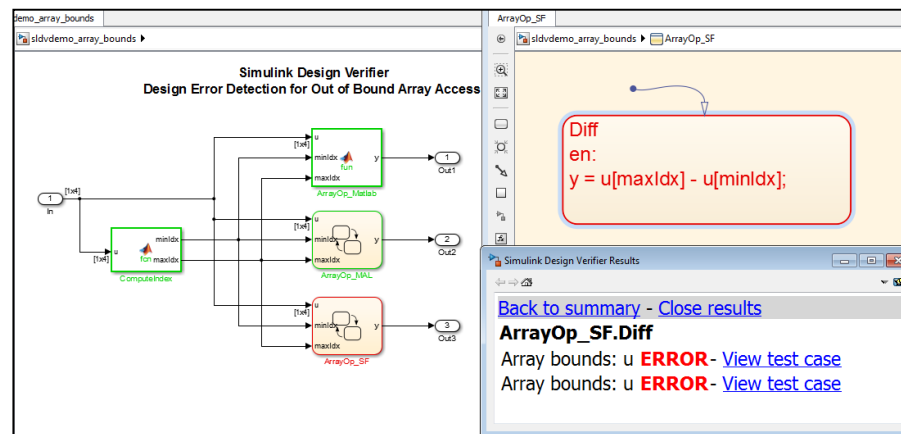 demo_array_bounds
sldvdemo_array_bounds
Simulink Design Verifier
Design Error Detection for Out of Bound Array Access
1
In
[1x4]
u
[1x4]
fcn
minIdx
maxIdx
ComputeIndex
u
[1x4]
minIdx
maxIdx
fun
y
ArrayOp_Matlab
1
Out1
u
[1x4]
minIdx
maxIdx
y
ArrayOp_MAL
2
Out2
u
[1x4]
minIdx
maxIdx
y
ArrayOp_SF
3
Out3
ArrayOp_SF
sldvdemo_array_bounds ArrayOp_SF
Diff
en:
y = u[maxIdx] - u[minIdx];
Simulink Design Verifier Results
Back to summary - Close results
ArrayOp_SF.Diff
Array bounds: u ERROR - View test case
Array bounds: u ERROR - View test case